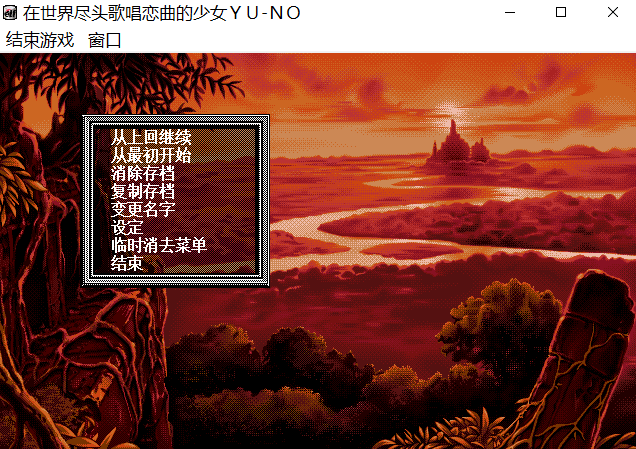 在世界尽头歌唱恋曲的少女ＹＵ-ＮＯ
结束游戏 窗口
从上回继续
从最初开始
消除存档
复制存档
变更名字
设定
临时消去菜单
结束